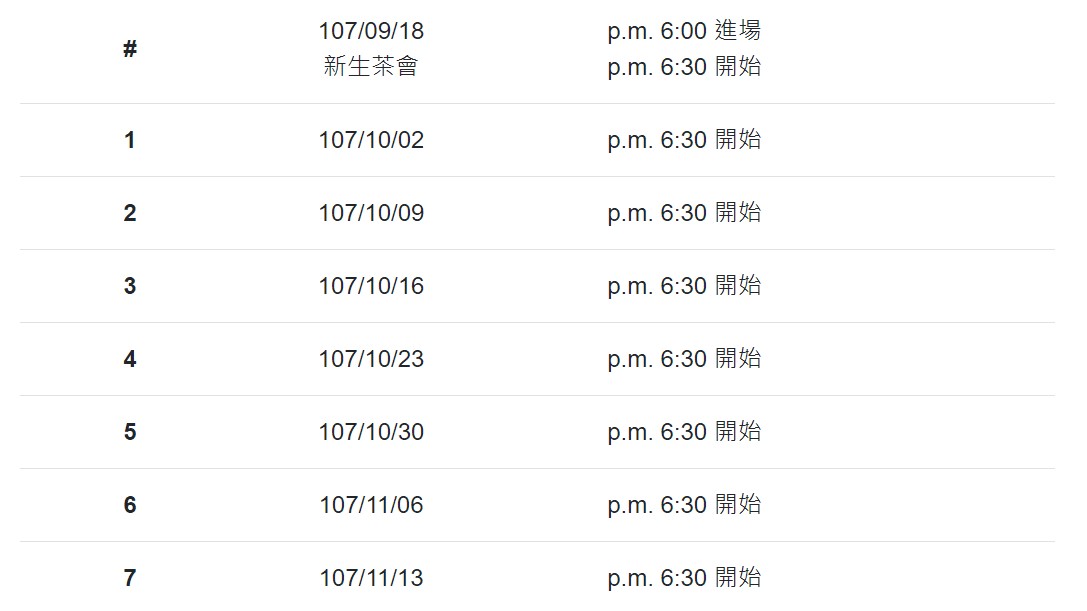 # 107/09/18 p.m. 6:00 進場
新生茶會 p.m. 6:30 開始
1 107/10/02 p.m. 6:30 開始
2 107/10/09 p.m. 6:30 開始
3 107/10/16 p.m. 6:30 開始
4 107/10/23 p.m. 6:30 開始
5 107/10/30 p.m. 6:30 開始
6 107/11/06 p.m. 6:30 開始
7 107/11/13 p.m. 6:30 開始